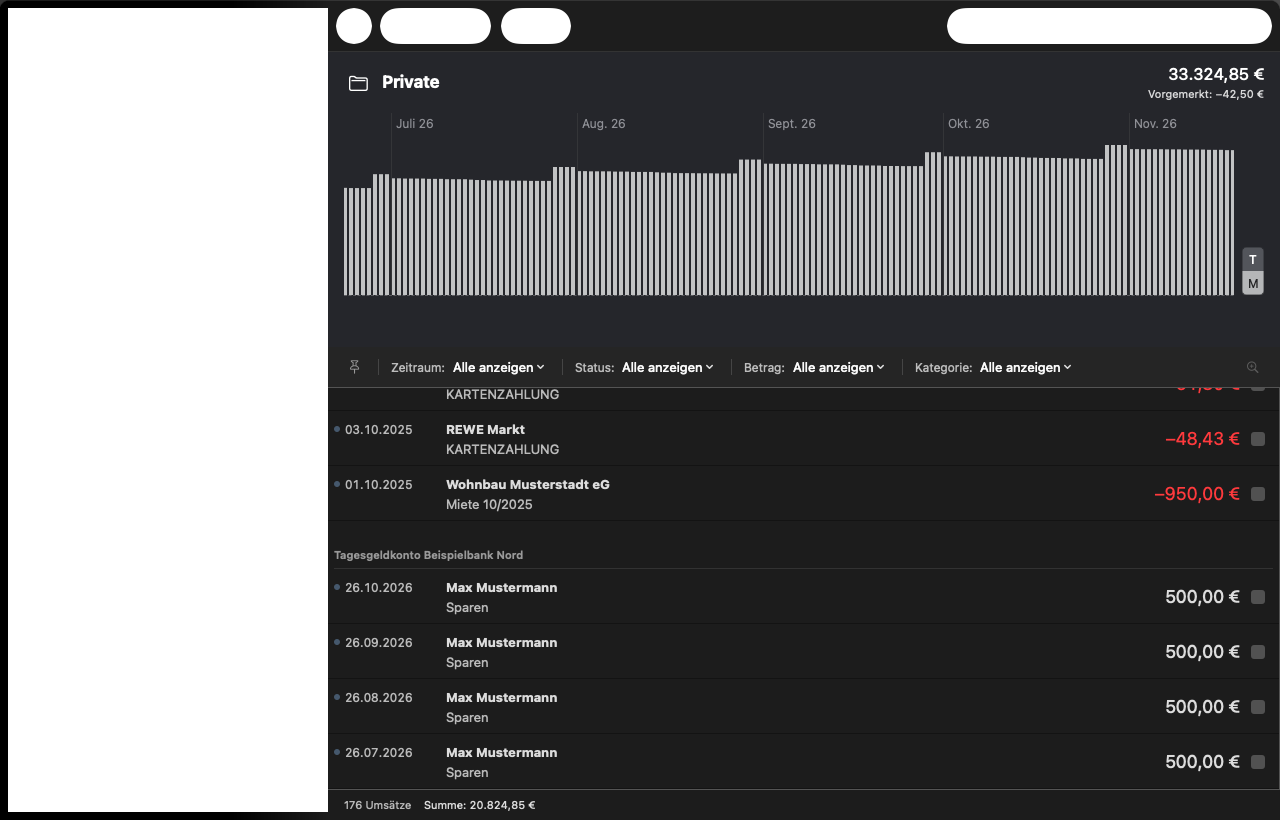 Private
33.324,85 €
Vorgemerkt: −42,50 €
Juli 26
Aug. 26
Sept. 26
Okt. 26
Nov. 26
T
M
Zeitraum: Alle anzeigen
Status: Alle anzeigen
Betrag: Alle anzeigen
Kategorie: Alle anzeigen
KARTENZAHLUNG
03.10.2025
REWE Markt
−48,43 €
KARTENZAHLUNG
01.10.2025
Wohnbau Musterstadt eG
−950,00 €
Miete 10/2025
Tagesgeldkonto Beispielbank Nord
26.10.2026
Max Mustermann
500,00 €
Sparen
26.09.2026
Max Mustermann
500,00 €
Sparen
26.08.2026
Max Mustermann
500,00 €
Sparen
26.07.2026
Max Mustermann
500,00 €
Sparen
176 Umsätze
Summe: 20.824,85 €